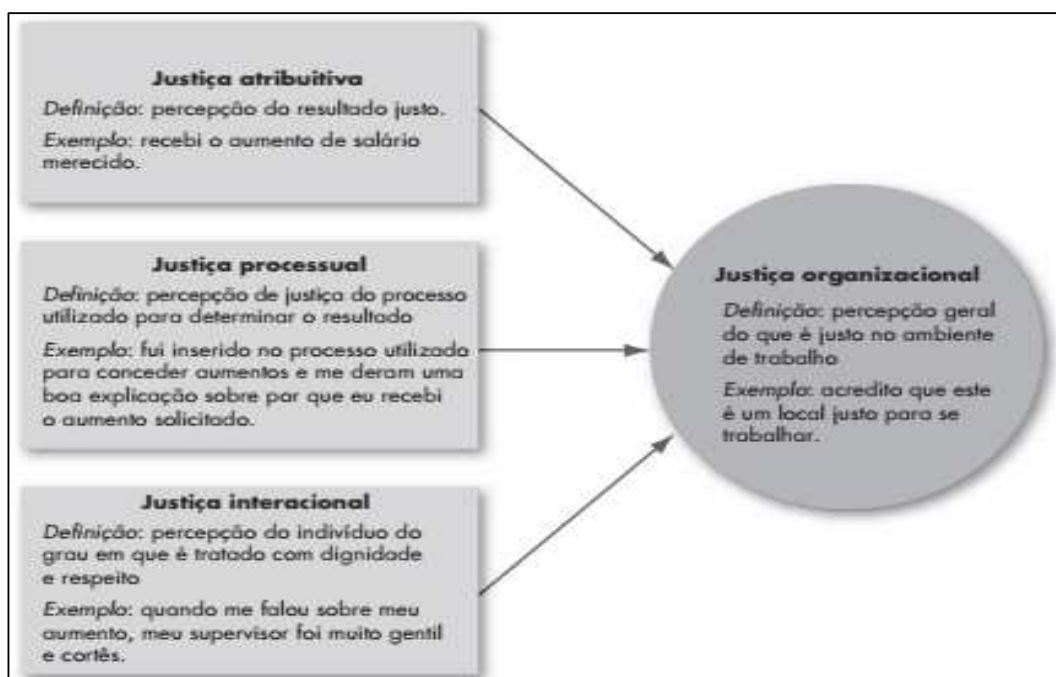 Justiça atribuitiva
Definição: percepção do resultado justo.
Exemplo: recebi o aumento de salário
merecido.
Justiça processual
Definição: percepção de justiça do processo
utilizado para determinar o resultado
Exemplo: fui inserido no processo utilizado
para conceder aumentos e me deram uma
boa explicação sobre por que eu recebi
o aumento solicitado.
Justiça interacional
Definição: percepção do indivíduo do
grau em que é tratado com dignidade
e respeito
Exemplo: quando me falou sobre meu
aumento, meu supervisor foi muito gentil
e cortês.
Justiça organizacional
Definição: percepção geral
do que é justo no ambiente
de trabalho
Exemplo: acredito que este
é um local justo para se
trabalhar.